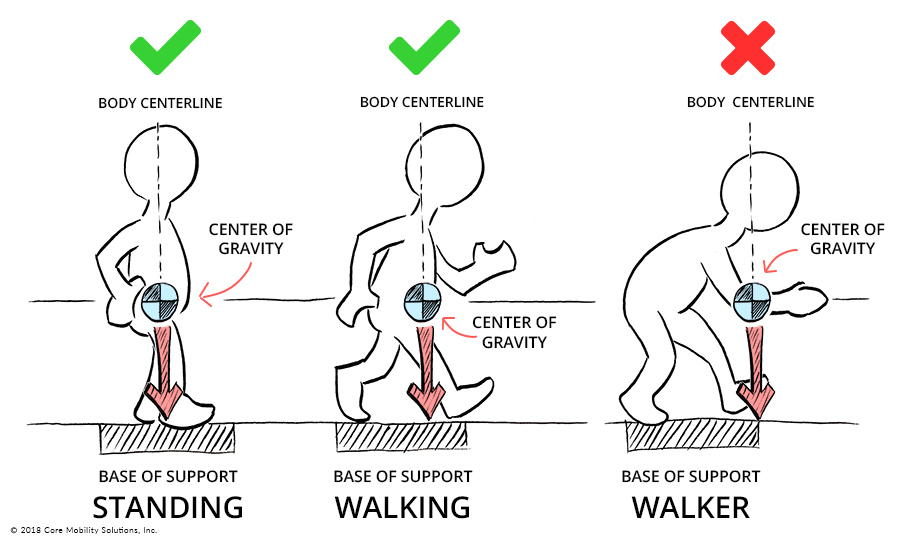 BODY CENTERLINE
BODY CENTERLINE
BODY CENTERLINE
CENTER OF
GRAVITY
CENTER OF
GRAVITY
CENTER OF
GRAVITY
BASE OF SUPPORT
STANDING
BASE OF SUPPORT
WALKING
BASE OF SUPPORT
WALKER
© 2018 Core Mobility Solutions, Inc.